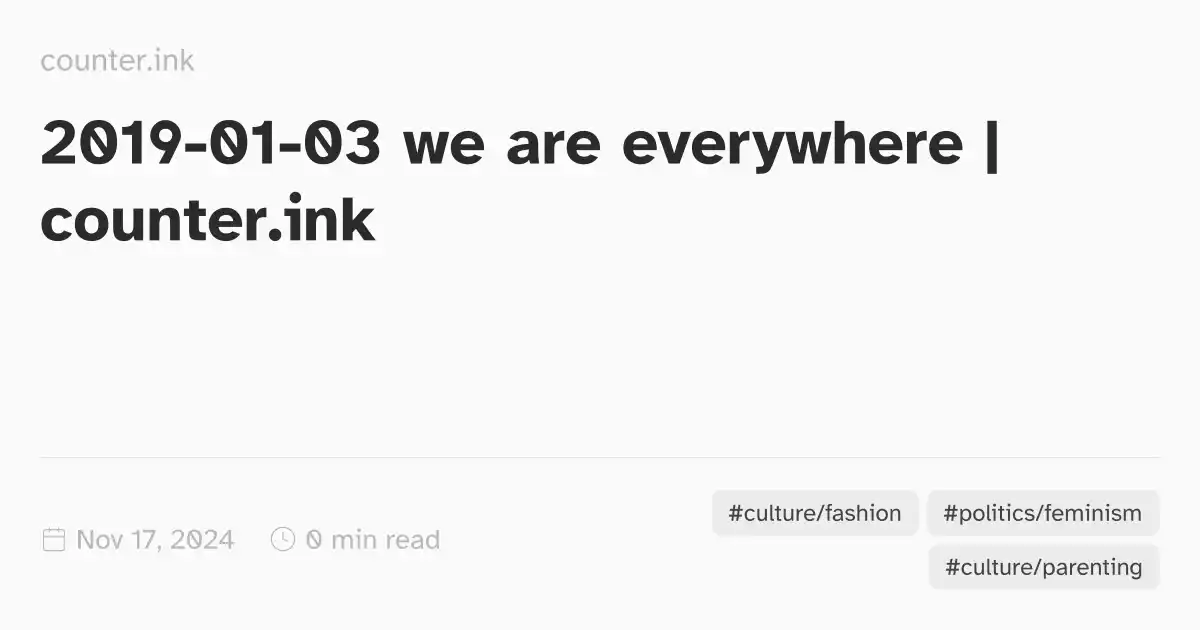 counter.ink
2019-01-03 we are everywhere |
counter.ink
Nov 17, 2024
0 min read
#culture/fashion
#politics/feminism
#culture/parenting